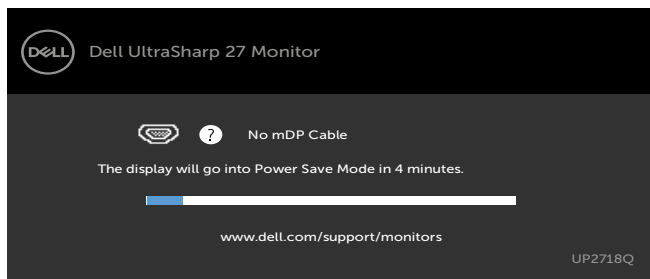 DELL Dell UltraSharp 27 Monitor
? No mDP Cable
The display will go into Power Save Mode in 4 minutes.
www.dell.com/support/monitors
UP2718Q